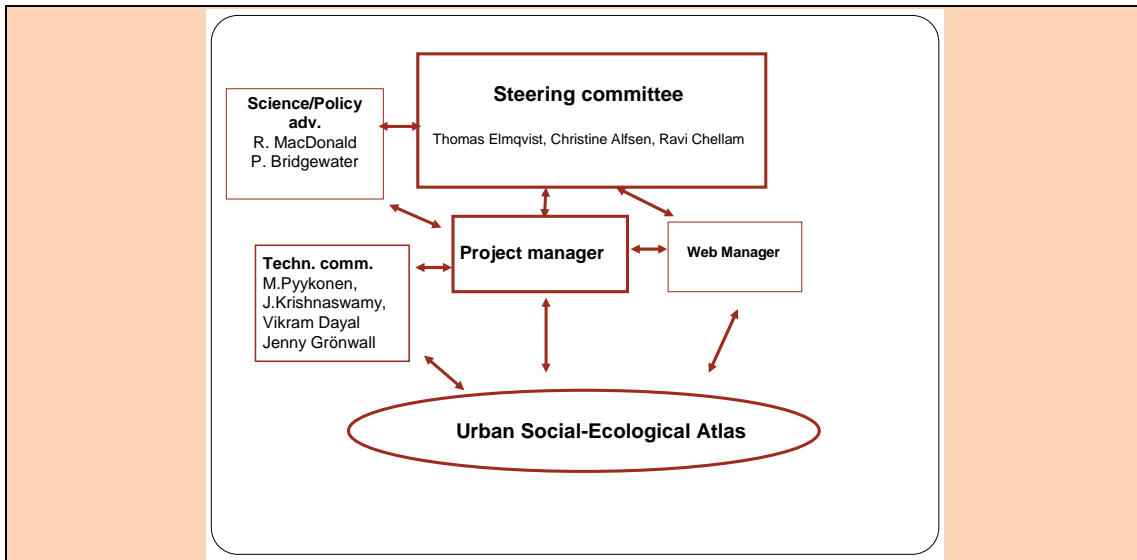 Steering committee
Thomas Elmqvist, Christine Alfsen, Ravi Chellam
Science/Policy
adv.
R. MacDonald
P. Bridgewater
Project manager
Web Manager
Techn. comm.
M.Pyykonen,
J.Krishnaswamy,
Vikram Dayal
Jenny Grönwall
Urban Social-Ecological Atlas